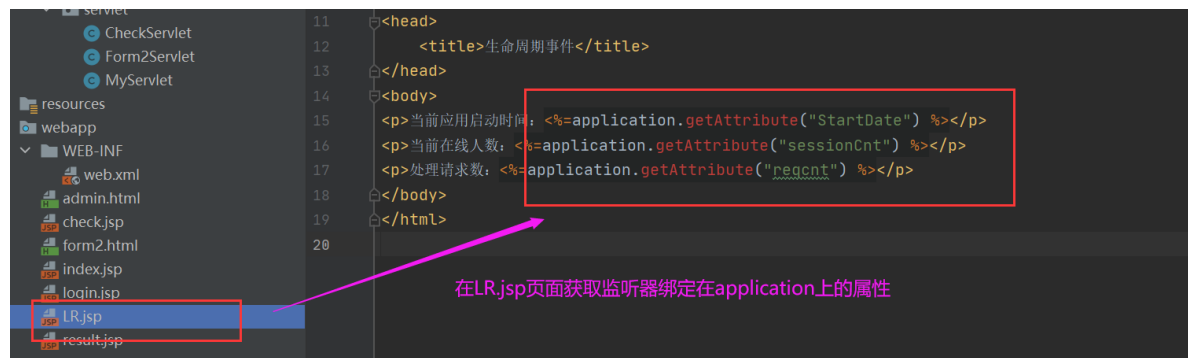 servlet
CheckServlet
Form2Servlet
MyServlet
resources
webapp
WEB-INF
web.xml
admin.html
check.jsp
form2.html
index.jsp
login.jsp
LR.jsp
result.jsp
11 <head>
12 <title>生命周期事件</title>
13 </head>
14 <body>
15 <p>当前应用启动时间：<%=application.getAttribute("StartDate") %></p>
16 <p>当前在线人数：<%=application.getAttribute("sessionCnt") %></p>
17 <p>处理请求数：<%=application.getAttribute("reqcnt") %></p>
18 </body>
19 </html>
20
在LR.jsp页面获取监听器绑定在application上的属性